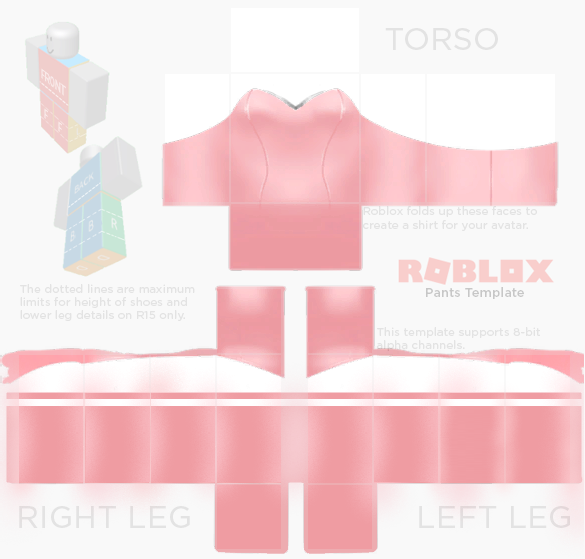 TORSO
FRONT
L
F
F
BACK
B
B
R
Roblox folds up these faces to
create a shirt for your avatar.
ROBLOX
Pants Template
The dotted lines are maximum
limits for height of shoes and
lower leg details on R15 only.
This template supports 8-bit
alpha channels.
RIGHT LEG
LEFT LEG